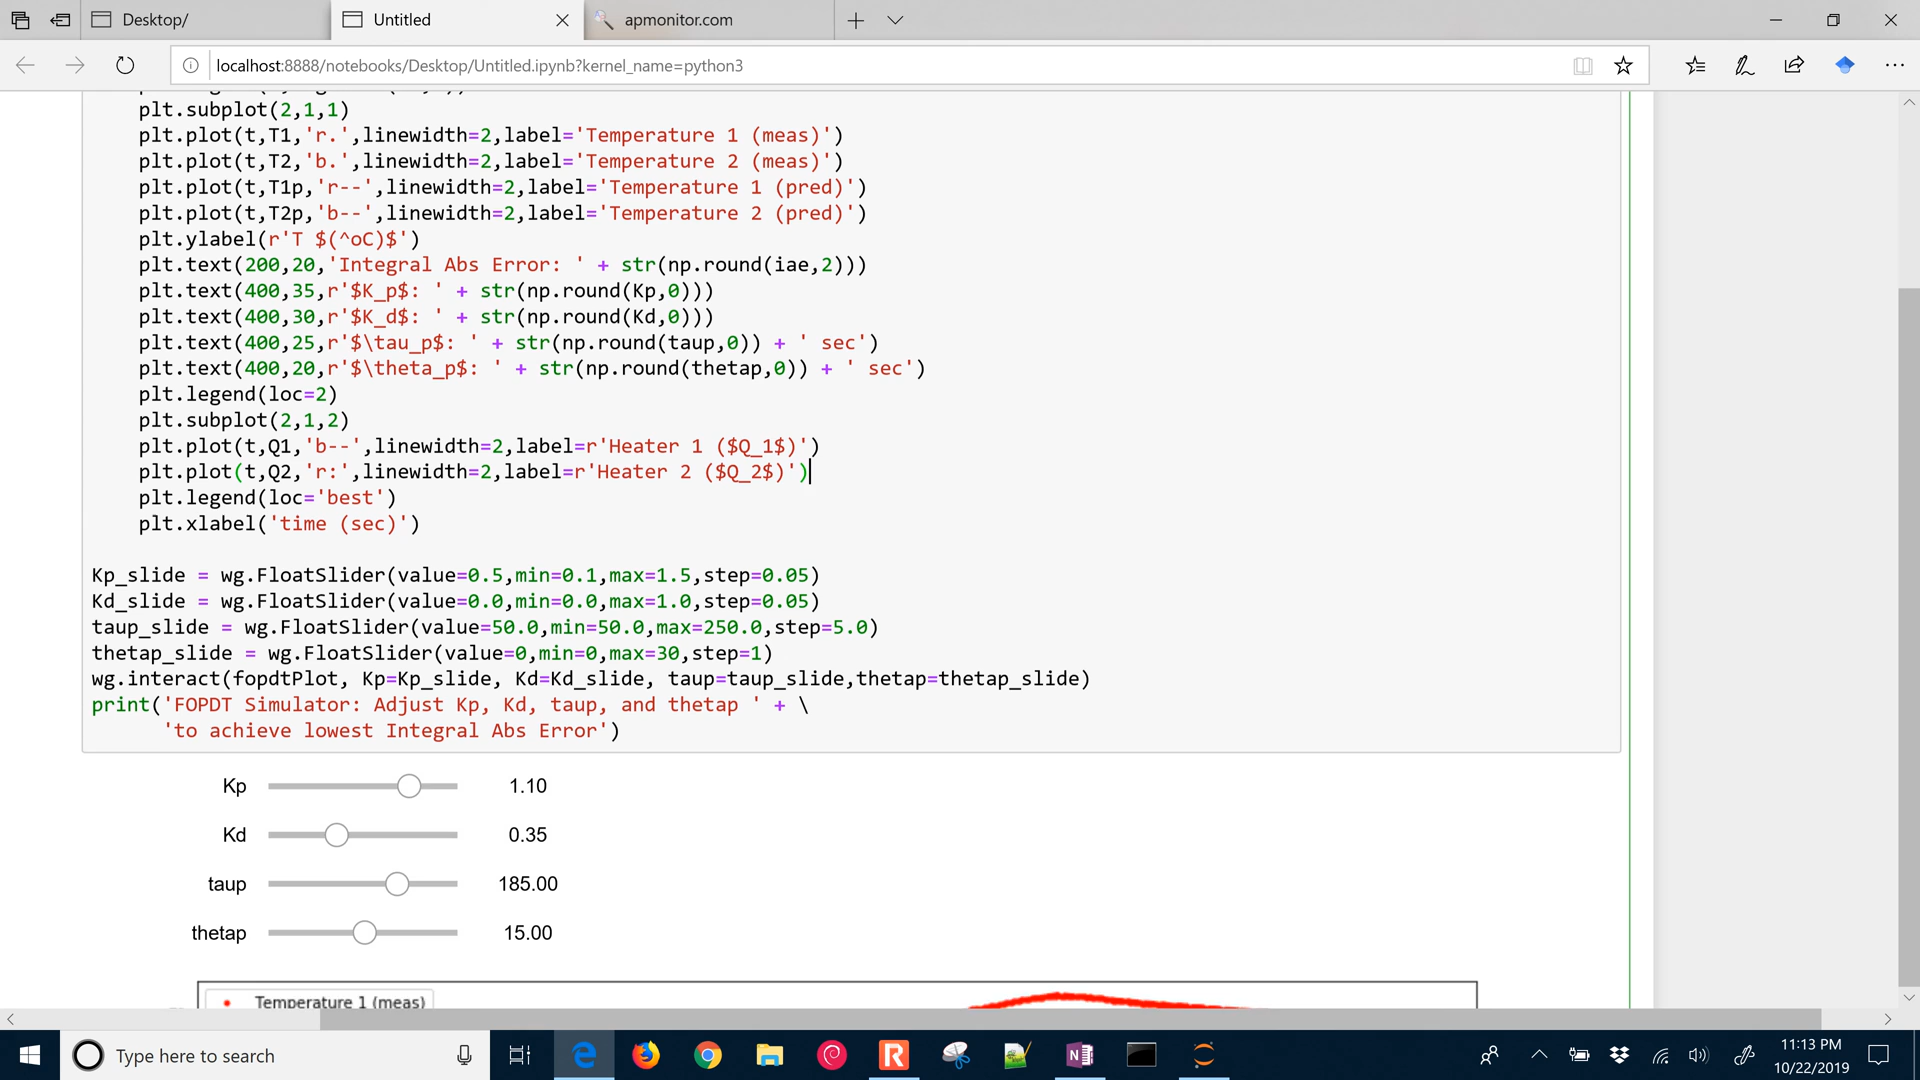 Desktop/
Untitled
apmonitor.com
localhost:8888/notebooks/Desktop/Untitled.ipynb?kernel_name=python3
plt.subplot(2,1,1)
plt.plot(t,T1,'r.',linewidth=2,label='Temperature 1 (meas)')
plt.plot(t,T2,'b.',linewidth=2,label='Temperature 2 (meas)')
plt.plot(t,T1p,'r--',linewidth=2,label='Temperature 1 (pred)')
plt.plot(t,T2p,'b--',linewidth=2,label='Temperature 2 (pred)')
plt.ylabel(r'T $(^oC)$')
plt.text(200,20,'Integral Abs Error: ' + str(np.round(iae,2)))
plt.text(400,35,r'$K_p$: ' + str(np.round(Kp,0)))
plt.text(400,30,r'$K_d$: ' + str(np.round(Kd,0)))
plt.text(400,25,r'$\tau_p$: ' + str(np.round(taup,0)) + ' sec')
plt.text(400,20,r'$\theta_p$: ' + str(np.round(thetap,0)) + ' sec')
plt.legend(loc=2)
plt.subplot(2,1,2)
plt.plot(t,Q1,'b--',linewidth=2,label=r'Heater 1 ($Q_1$)')
plt.plot(t,Q2,'r:',linewidth=2,label=r'Heater 2 ($Q_2$)')
plt.legend(loc='best')
plt.xlabel('time (sec)')
Kp_slide = wg.FloatSlider(value=0.5,min=0.1,max=1.5,step=0.05)
Kd_slide = wg.FloatSlider(value=0.0,min=0.0,max=1.0,step=0.05)
taup_slide = wg.FloatSlider(value=50.0,min=50.0,max=250.0,step=5.0)
thetap_slide = wg.FloatSlider(value=0,min=0,max=30,step=1)
wg.interact(fopdtPlot, Kp=Kp_slide, Kd=Kd_slide, taup=taup_slide,thetap=thetap_slide)
print('FOPDT Simulator: Adjust Kp, Kd, taup, and thetap ' + \
'to achieve lowest Integral Abs Error')
Kp 1.10
Kd 0.35
taup 185.00
thetap 15.00
Temperature 1 (meas)
Type here to search
11:13 PM
10/22/2019